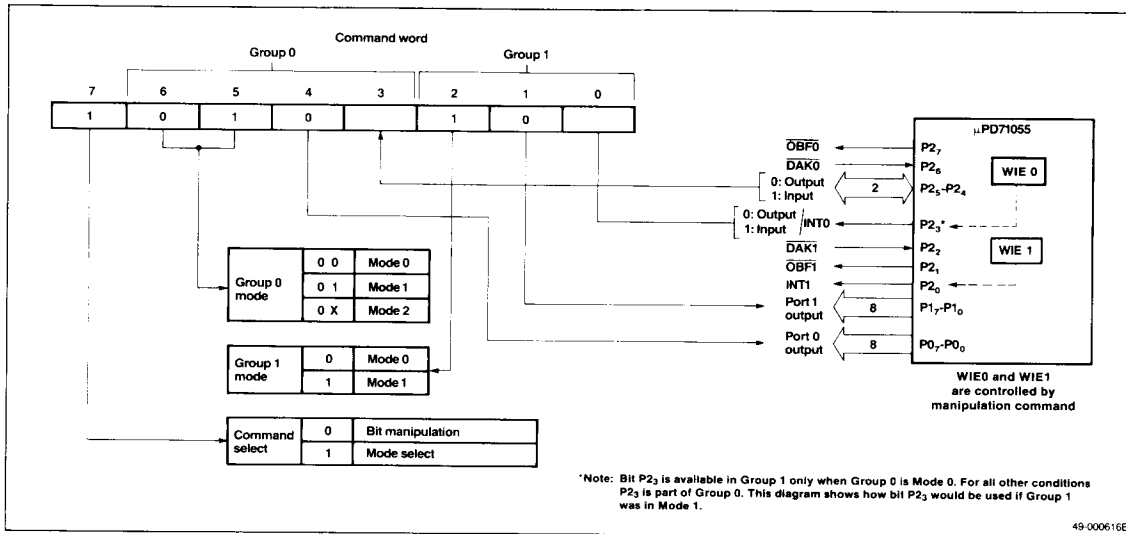 Command word
Group 0
Group 1
7 6 5 4 3 2 1 0
1 0 1 0 1 0
μPD71055
OBF0 P2₇
DAK0 P2₆
WIE 0
0: Output
1: Input
2 P2₅-P2₄
0: Output
1: Input
/INT0 P2₃*
DAK1 P2₂
WIE 1
OBF1 P2₁
INT1 P2₀
Port 1
output
8 P1₇-P1₀
Port 0
output
8 P0₇-P0₀
WIE0 and WIE1
are controlled by
manipulation command
Group 0
mode
0 0 Mode 0
0 1 Mode 1
0 X Mode 2
Group 1
mode
0 Mode 0
1 Mode 1
Command
select
0 Bit manipulation
1 Mode select
*Note: Bit P2₃ is available in Group 1 only when Group 0 is Mode 0. For all other conditions
P2₃ is part of Group 0. This diagram shows how bit P2₃ would be used if Group 1
was in Mode 1.
49-000616B